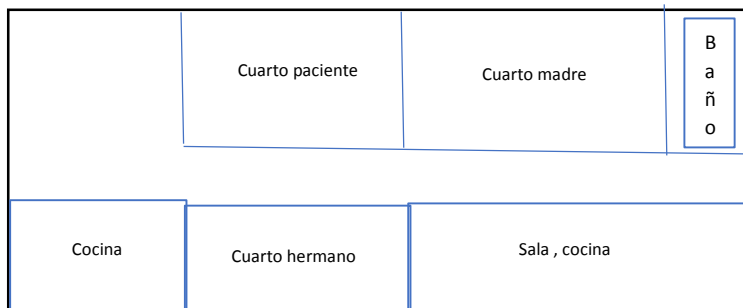 Cuarto paciente
Cuarto madre
B
a
ñ
o
Cocina
Cuarto hermano
Sala , cocina